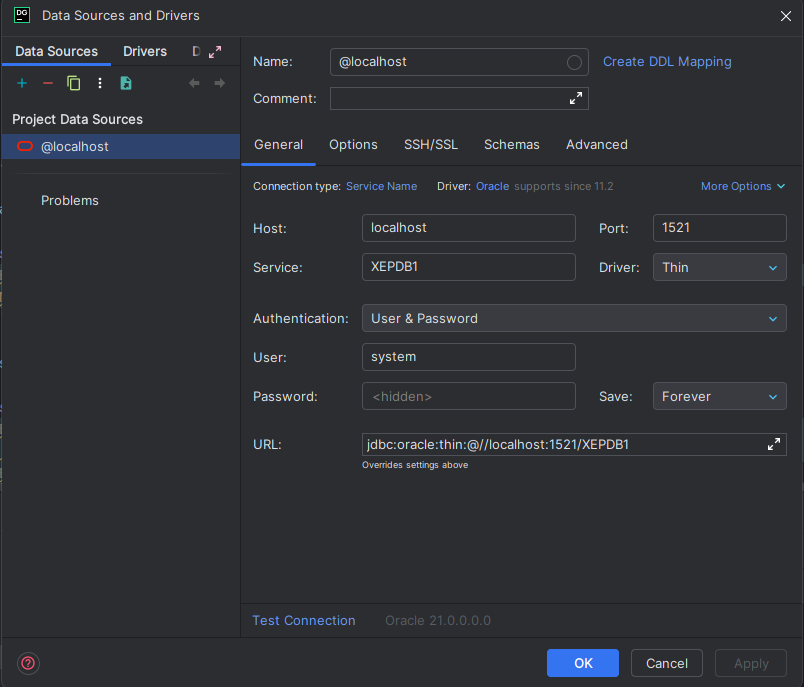 DG
Data Sources and Drivers
Data Sources Drivers D
Project Data Sources
@localhost
Problems
Name: @localhost Create DDL Mapping
Comment:
General Options SSH/SSL Schemas Advanced
Connection type: Service Name Driver: Oracle supports since 11.2 More Options
Host: localhost Port: 1521
Service: XEPDB1 Driver: Thin
Authentication: User & Password
User: system
Password: <hidden> Save: Forever
URL: jdbc:oracle:thin:@//localhost:1521/XEPDB1
Overrides settings above
Test Connection Oracle 21.0.0.0.0
? OK Cancel Apply